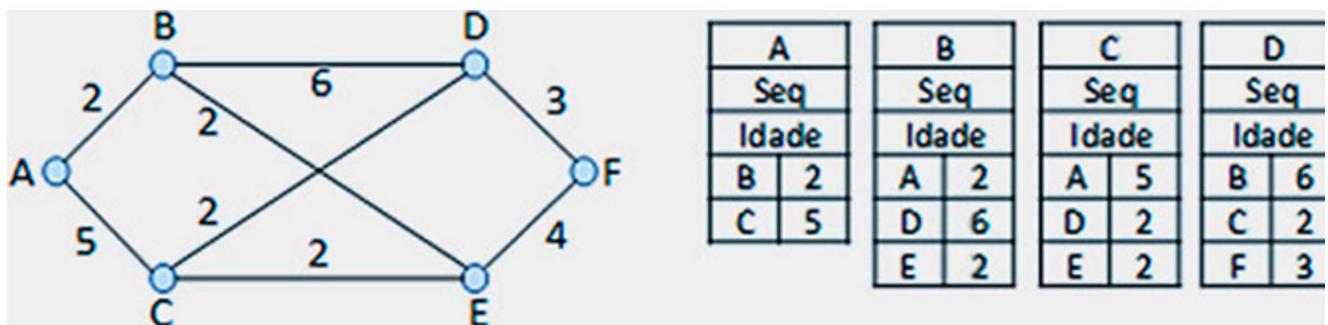 B D
2 6 3
2
A F
2
5 2 4
C E
A
Seq
Idade
B 2
C 5
B
Seq
Idade
A 2
D 6
E 2
C
Seq
Idade
A 5
D 2
E 2
D
Seq
Idade
B 6
C 2
F 3